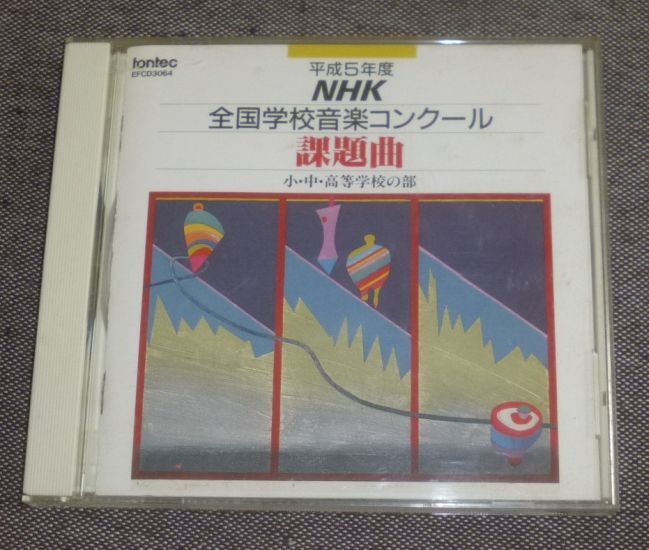 fontec
EFCD3064
平成5年度
NHK
全国学校音楽コンクール
課題曲
小・中・高等学校の部